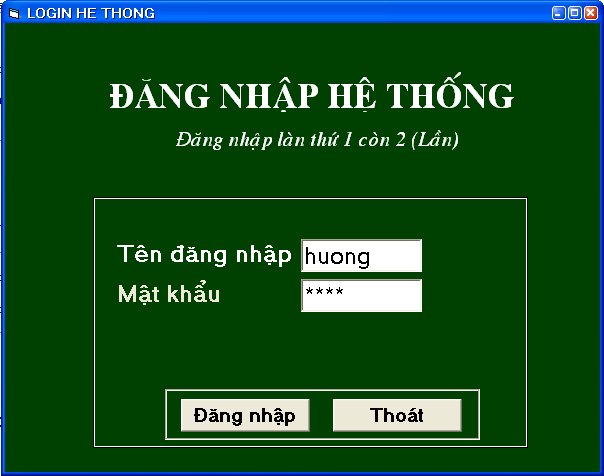 LOGIN HE THONG
ĐĂNG NHẬP HỆ THỐNG
Đăng nhập làn thứ 1 còn 2 (Lần)
Tên đăng nhập huong
Mật khẩu ****
Đăng nhập Thoát